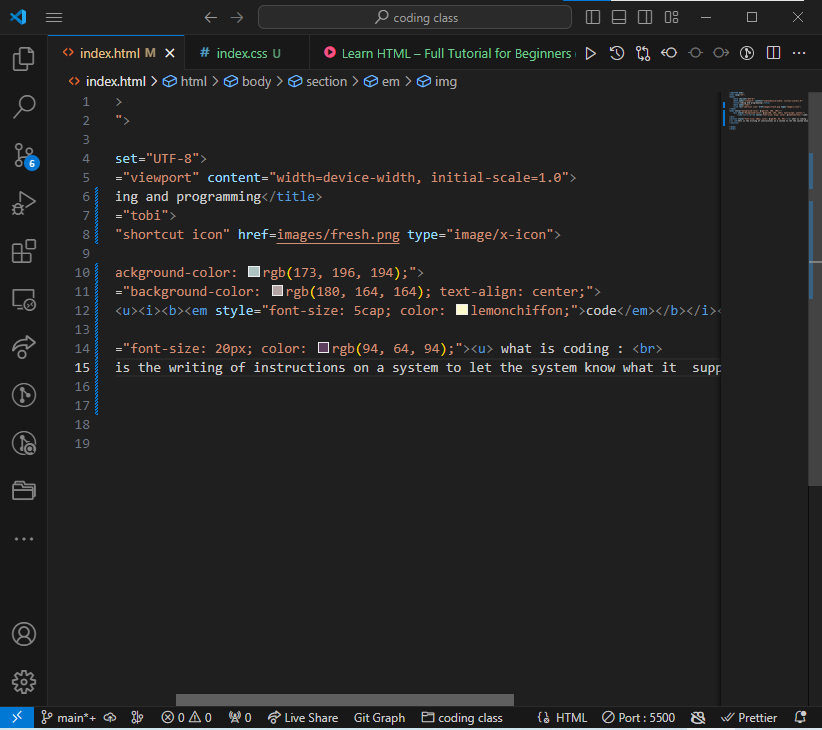 coding class
index.html M
index.css U
Learn HTML – Full Tutorial for Beginners
index.html > html > body > section > em > img
1 >
2 ">
3
4 set="UTF-8">
5 ="viewport" content="width=device-width, initial-scale=1.0">
6 ing and programming</title>
7 ="tobi">
8 "shortcut icon" href=images/fresh.png type="image/x-icon">
9
10 ackground-color: rgb(173, 196, 194);">
11 ="background-color: rgb(180, 164, 164); text-align: center;">
12 <u><i><b><em style="font-size: 5cap; color: lemonchiffon;">code</em></b></i><
13
14 ="font-size: 20px; color: rgb(94, 64, 94);"><u> what is coding : <br>
15 is the writing of instructions on a system to let the system know what it  supp
16
17
18
19
6
main*+ 0 0 0 Live Share Git Graph coding class HTML Port : 5500 Prettier